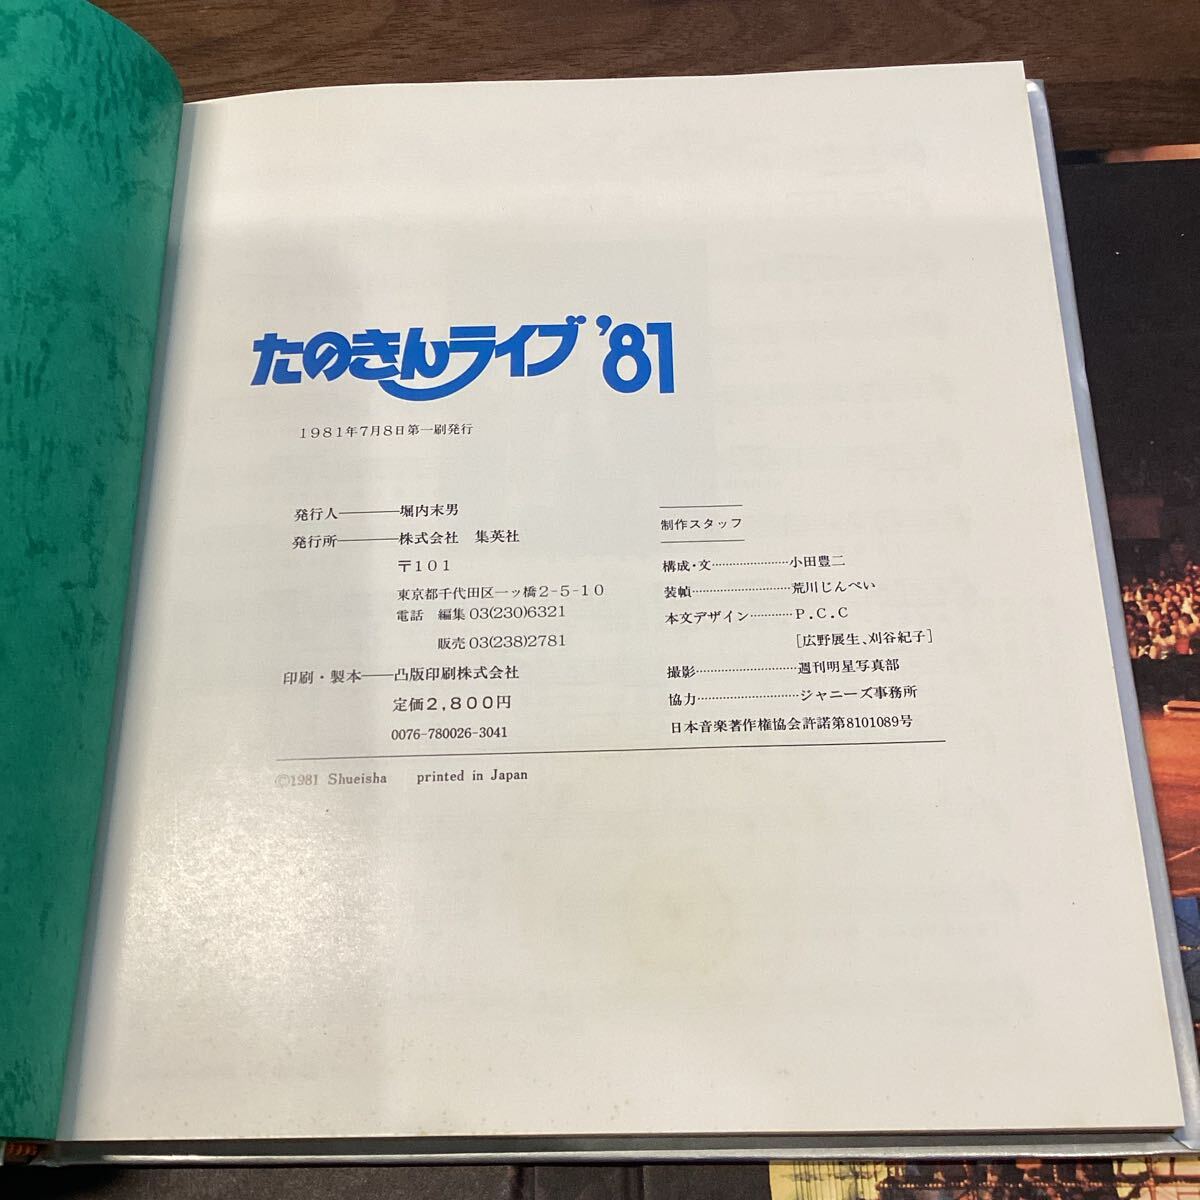 たのきんライブ '81
1981年7月8日第一刷発行
発行人――堀内末男
発行所――株式会社 集英社
〒101
東京都千代田区一ッ橋2-5-10
電話 編集 03(230)6321
販売 03(238)2781
印刷・製本――凸版印刷株式会社
定価2,800円
0076-780026-3041
制作スタッフ
構成・文……………………小田豊二
装幀…………………………荒川じんぺい
本文デザイン…………P.C.C
[広野展生、刈谷紀子]
撮影…………………………週刊明星写真部
協力…………………………ジャニーズ事務所
日本音楽著作権協会許諾第8101089号
©1981 Shueisha printed in Japan